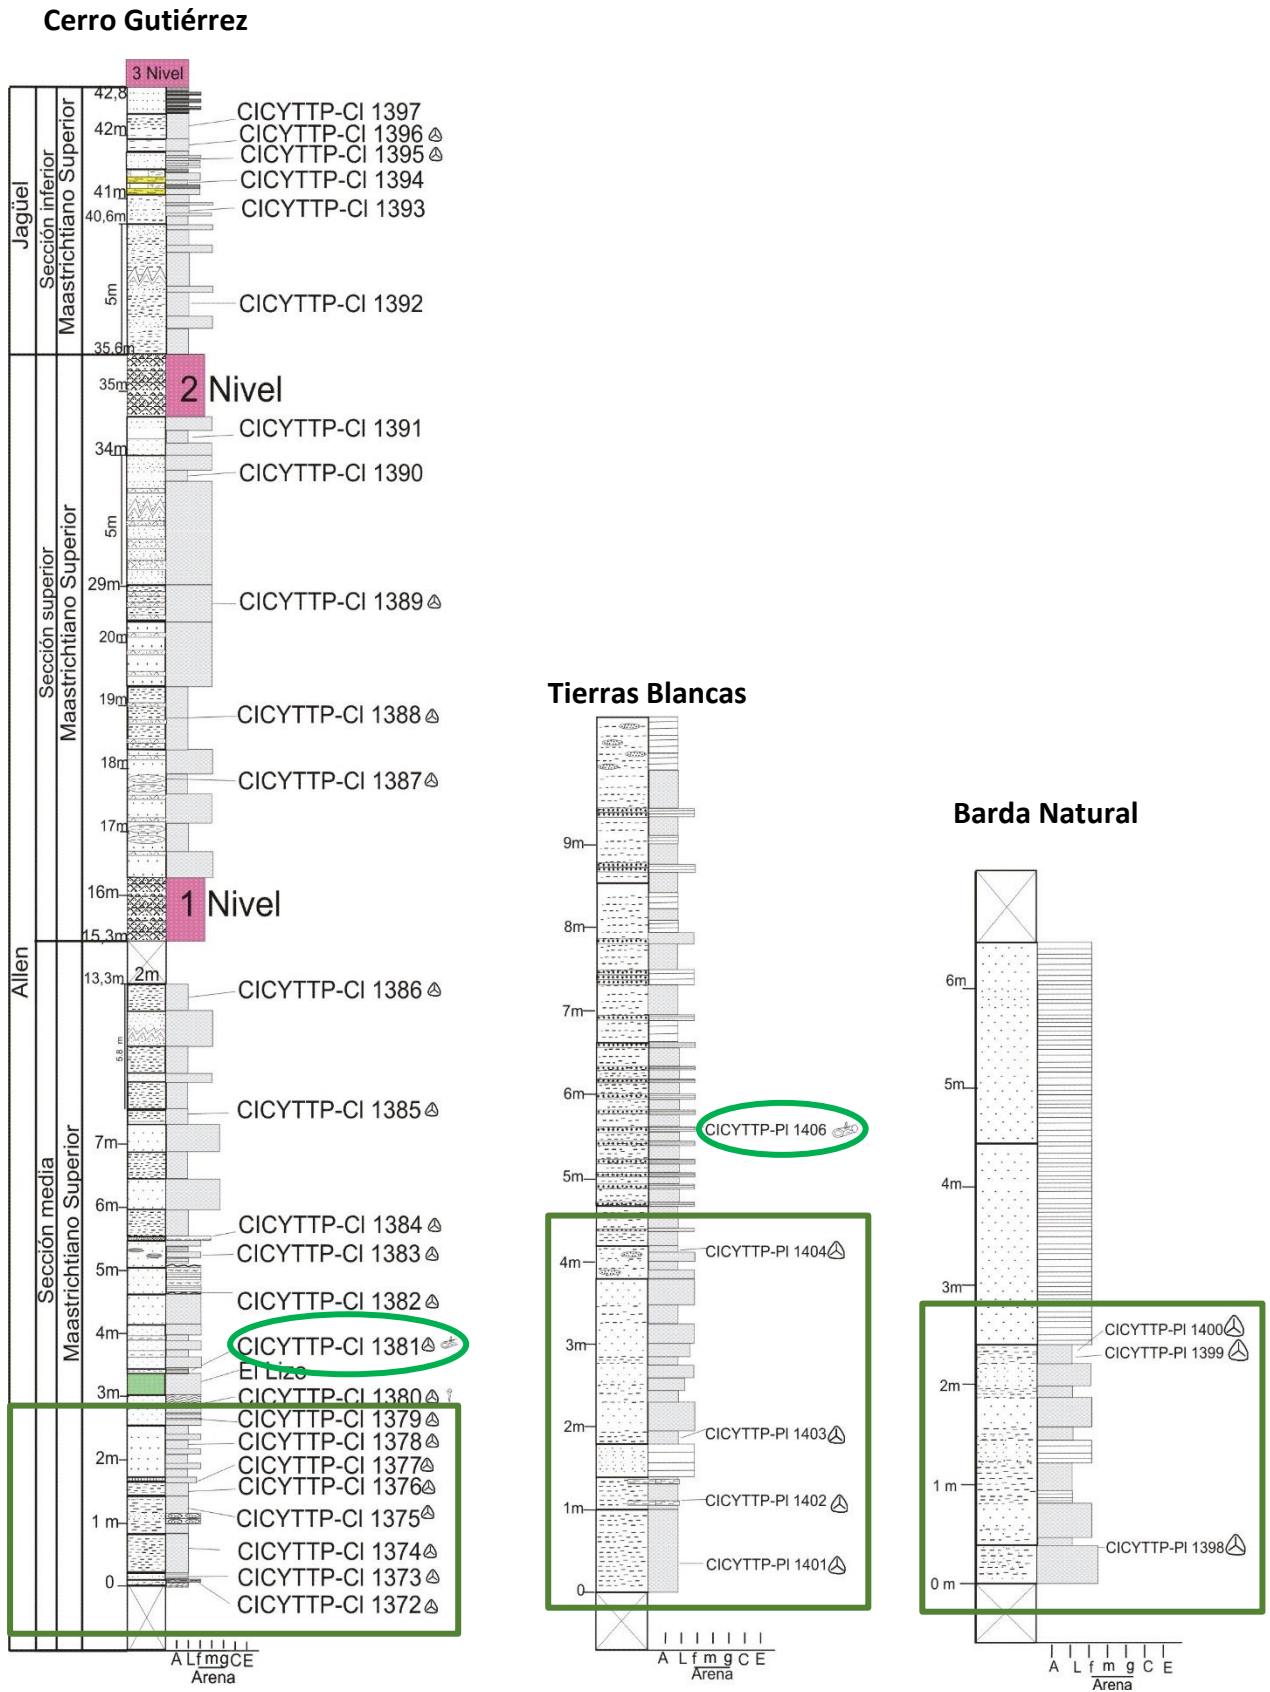 Cerro Gutiérrez
3 Nivel
42,8
CICYTTP-CI 1397
42m
CICYTTP-CI 1396
CICYTTP-CI 1395
CICYTTP-CI 1394
41m
CICYTTP-CI 1393
40,6m
Jagüel
Sección inferior
Maastrichtiano Superior
5m
CICYTTP-CI 1392
35.6m
35m
2 Nivel
CICYTTP-CI 1391
34m
CICYTTP-CI 1390
5m
29m
CICYTTP-CI 1389
20m
19m
CICYTTP-CI 1388
18m
CICYTTP-CI 1387
17m
Sección superior
Maastrichtiano Superior
16m
1 Nivel
15,3m
Allen
13,3m
2m
CICYTTP-CI 1386
5.8 m
CICYTTP-CI 1385
7m
6m
CICYTTP-CI 1384
CICYTTP-CI 1383
5m
CICYTTP-CI 1382
4m
CICYTTP-CI 1381
El Lizo
3m
CICYTTP-CI 1380
CICYTTP-CI 1379
CICYTTP-CI 1378
2m
CICYTTP-CI 1377
CICYTTP-CI 1376
CICYTTP-CI 1375
1 m
CICYTTP-CI 1374
CICYTTP-CI 1373
0
CICYTTP-CI 1372
Sección media
Maastrichtiano Superior
A L f m g C E
Arena
Tierras Blancas
9m
8m
7m
6m
CICYTTP-PI 1406
5m
CICYTTP-PI 1404
4m
3m
2m
CICYTTP-PI 1403
CICYTTP-PI 1402
1m
CICYTTP-PI 1401
0
A L f m g C E
Arena
Barda Natural
6m
5m
4m
3m
CICYTTP-PI 1400
CICYTTP-PI 1399
2m
1 m
CICYTTP-PI 1398
0 m
A L f m g C E
Arena